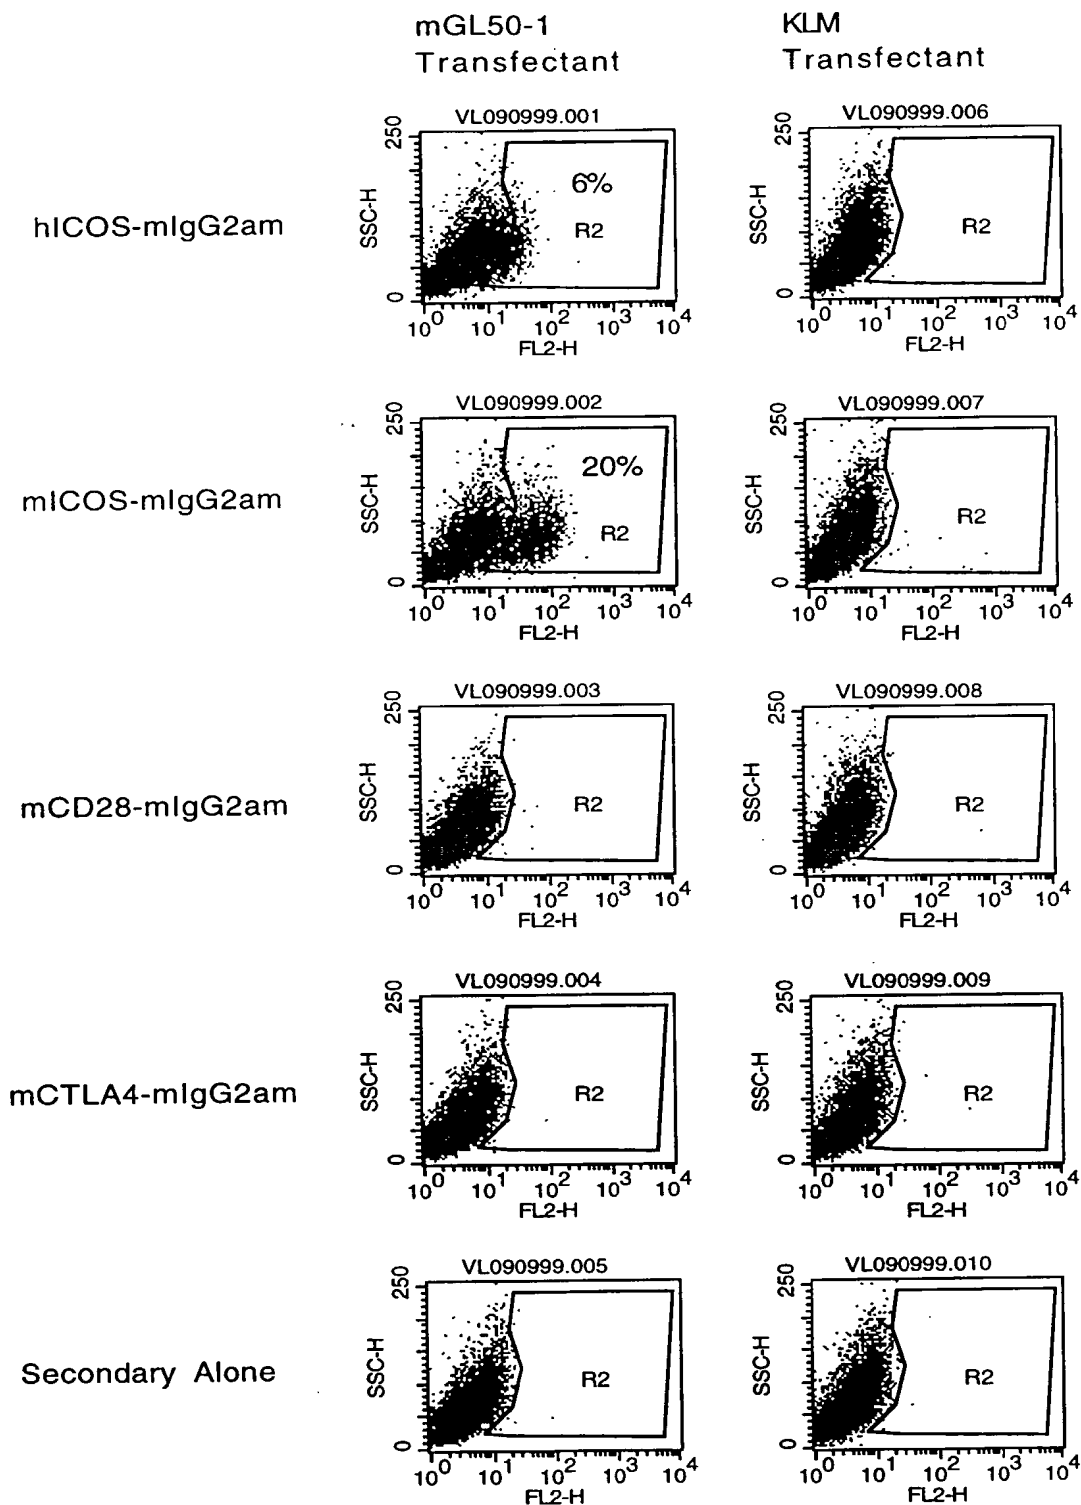 mGL50-1
Transfectant
KLM
Transfectant
hICOS-mIgG2am
VL090999.001
250
SSC-H
0
6%
R2
10^0 10^1 10^2 10^3 10^4
FL2-H
VL090999.006
250
SSC-H
0
R2
10^0 10^1 10^2 10^3 10^4
FL2-H
mICOS-mIgG2am
VL090999.002
250
SSC-H
0
20%
R2
10^0 10^1 10^2 10^3 10^4
FL2-H
VL090999.007
250
SSC-H
0
R2
10^0 10^1 10^2 10^3 10^4
FL2-H
mCD28-mIgG2am
VL090999.003
250
SSC-H
0
R2
10^0 10^1 10^2 10^3 10^4
FL2-H
VL090999.008
250
SSC-H
0
R2
10^0 10^1 10^2 10^3 10^4
FL2-H
mCTLA4-mIgG2am
VL090999.004
250
SSC-H
0
R2
10^0 10^1 10^2 10^3 10^4
FL2-H
VL090999.009
250
SSC-H
0
R2
10^0 10^1 10^2 10^3 10^4
FL2-H
Secondary Alone
VL090999.005
250
SSC-H
0
R2
10^0 10^1 10^2 10^3 10^4
FL2-H
VL090999.010
250
SSC-H
0
R2
10^0 10^1 10^2 10^3 10^4
FL2-H